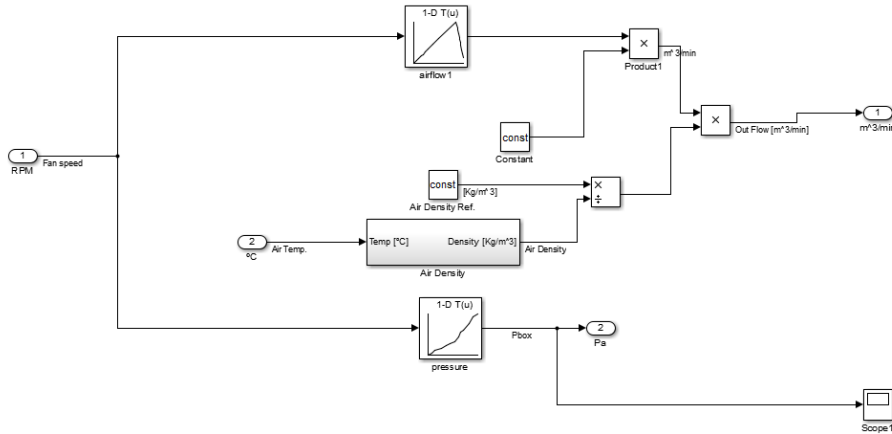 1-D T(u)
airflow1
×
m^3/min
Product1
×
Out Flow [m^3/min]
1
m^3/min
const
Constant
1
RPM
Fan speed
const
[Kg/m^3]
Air Density Ref.
×
÷
2
ºC
Air Temp.
Temp [ºC]
Density [Kg/m^3]
Air Density
Air Density
1-D T(u)
pressure
Pbox
2
Pa
Scope1